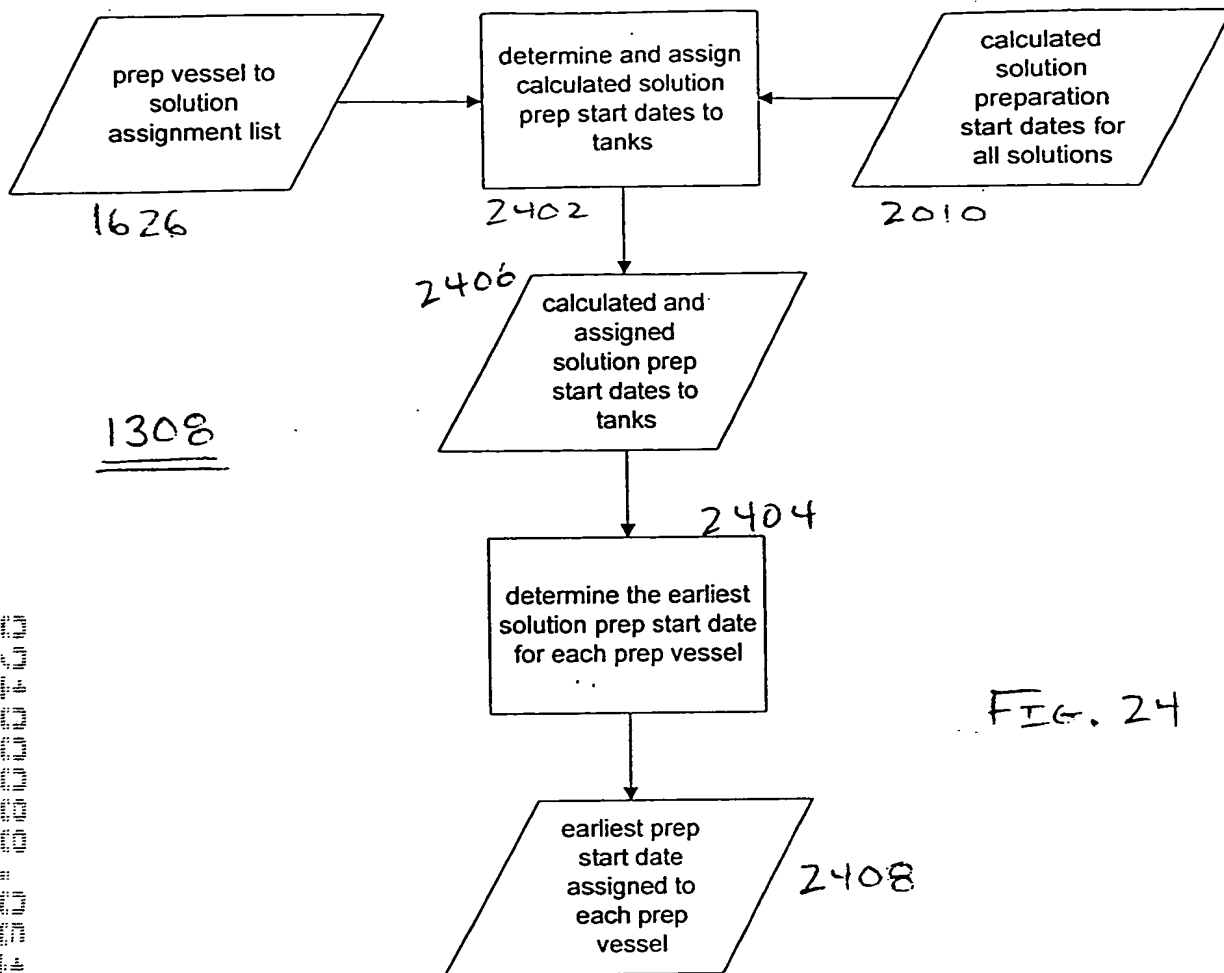 prep vessel to
solution
assignment list
1626
determine and assign
calculated solution
prep start dates to
tanks
2402
calculated
solution
preparation
start dates for
all solutions
2010
2406
calculated and
assigned
solution prep
start dates to
tanks
1308
2404
determine the earliest
solution prep start date
for each prep vessel
FIG. 24
earliest prep
start date
assigned to
each prep
vessel
2408